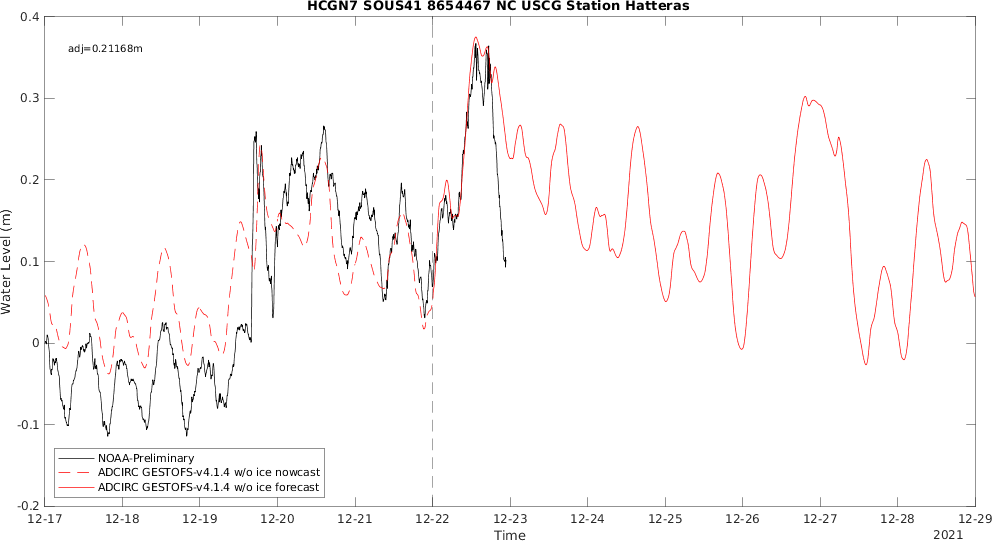 HCGN7 SOUS41 8654467 NC USCG Station Hatteras
adj=0.21168m
0.4
0.3
0.2
0.1
0
-0.1
-0.2
Water Level (m)
NOAA-Preliminary
ADCIRC GESTOFS-v4.1.4 w/o ice nowcast
ADCIRC GESTOFS-v4.1.4 w/o ice forecast
12-17 12-18 12-19 12-20 12-21 12-22 12-23 12-24 12-25 12-26 12-27 12-28 12-29
Time
2021